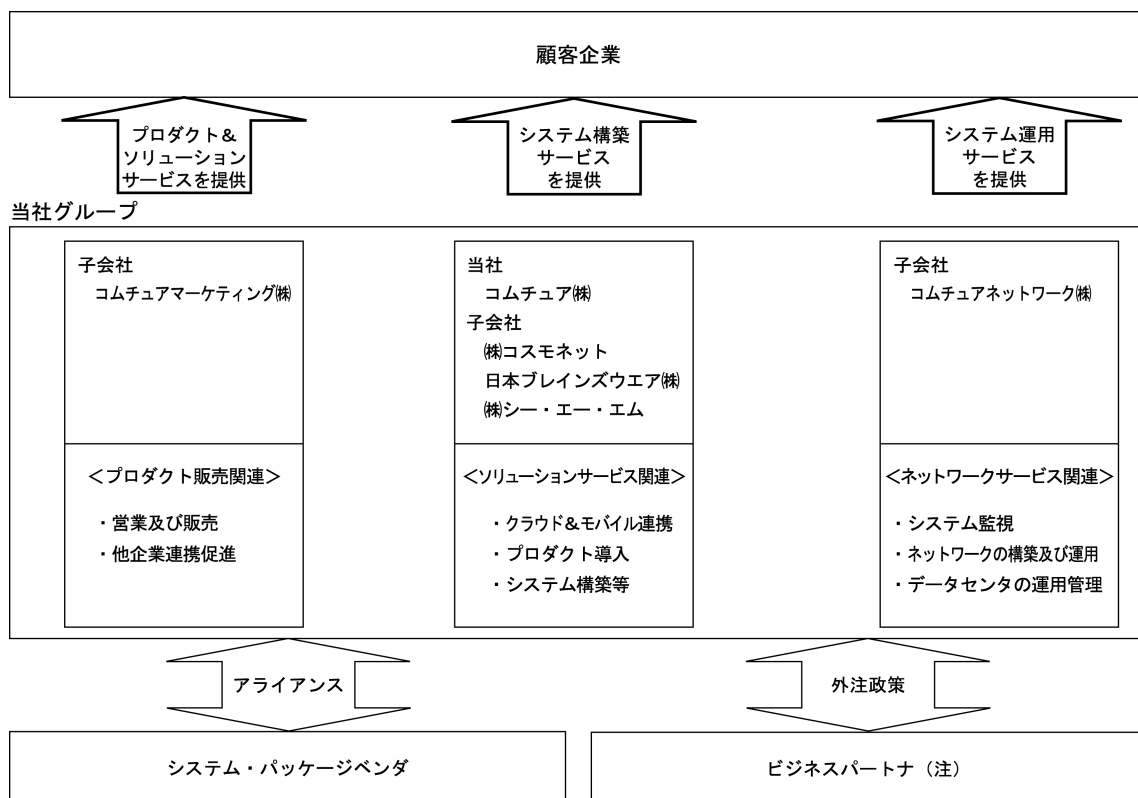 顧客企業
プロダクト&
ソリューション
サービスを提供
システム構築
サービス
を提供
システム運用
サービス
を提供
当社グループ
子会社
コムチュアマーケティング㈱
<プロダクト販売関連>
・営業及び販売
・他企業連携促進
当社
コムチュア㈱
子会社
㈱コスモネット
日本ブレインズウエア㈱
㈱シー・エー・エム
<ソリューションサービス関連>
・クラウド&モバイル連携
・プロダクト導入
・システム構築等
子会社
コムチュアネットワーク㈱
<ネットワークサービス関連>
・システム監視
・ネットワークの構築及び運用
・データセンタの運用管理
アライアンス
外注政策
システム・パッケージベンダ
ビジネスパートナ(注)